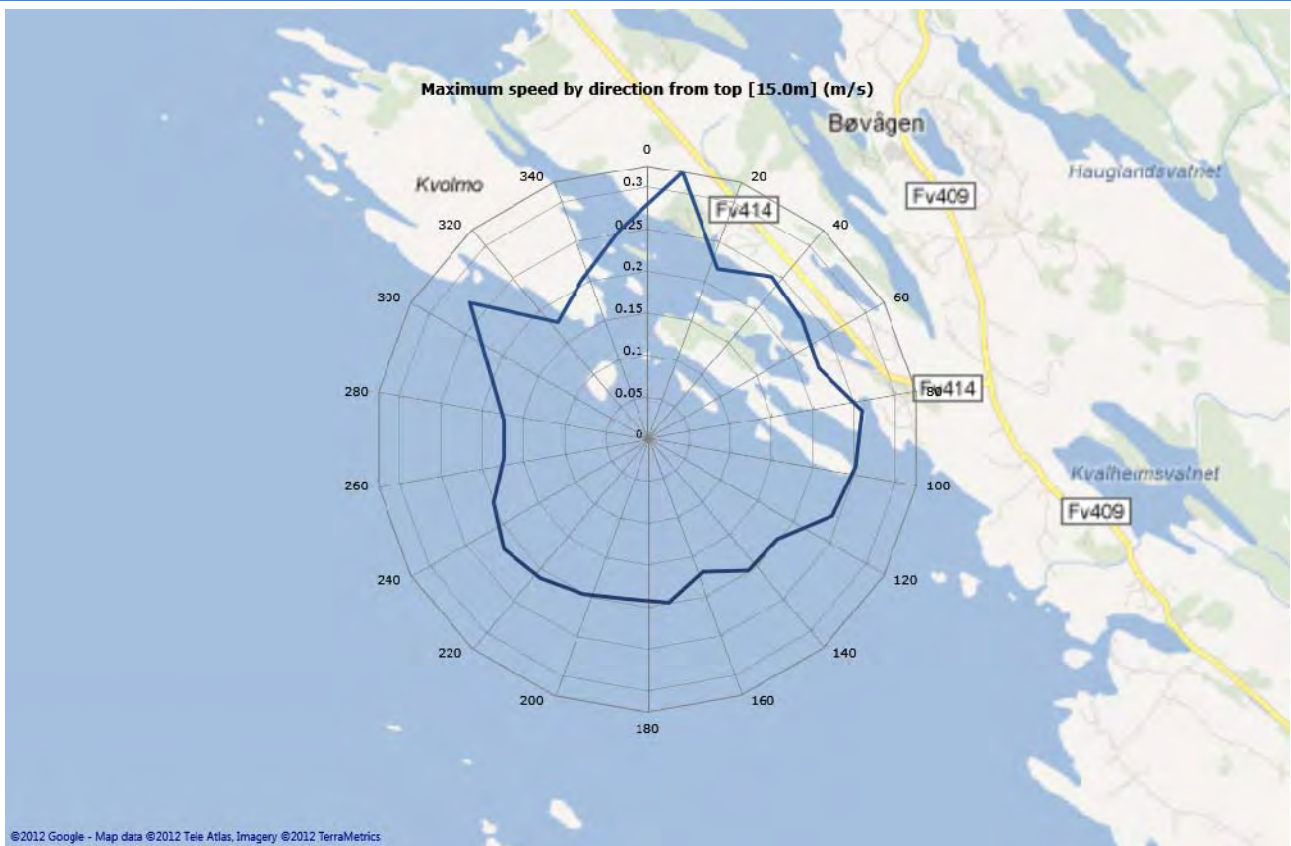 Maximum speed by direction from top [15.0m] (m/s)
Bøvågen
0
Hauglandsvatnet
340
20
Kvolmo
0.3
Fv409
Fv414
320
0.25
40
0.2
300
60
0.15
0.1
280
0.05
80
Fv414
0
Kvalheimsvatnet
260
100
Fv409
240
120
220
140
200
160
180
©2012 Google - Map data ©2012 Tele Atlas, Imagery ©2012 TerraMetrics